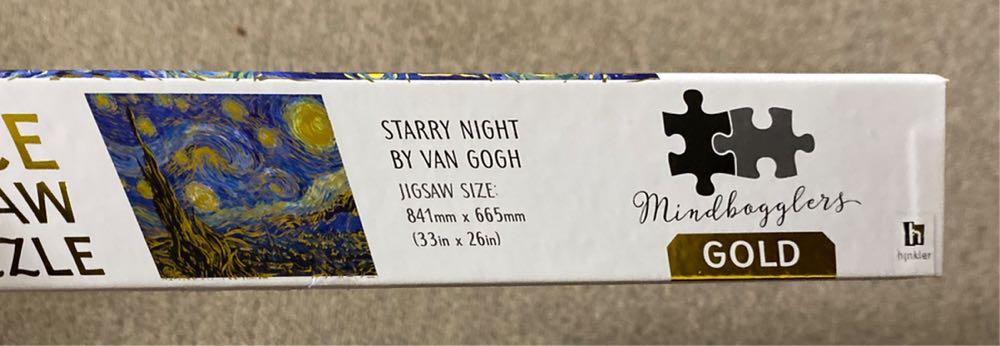 CE
AW
ZZLE
STARRY NIGHT
BY VAN GOGH
JIGSAW SIZE:
841mm x 665mm
(33in x 26in)
Mindbogglers
GOLD
h
hinkler